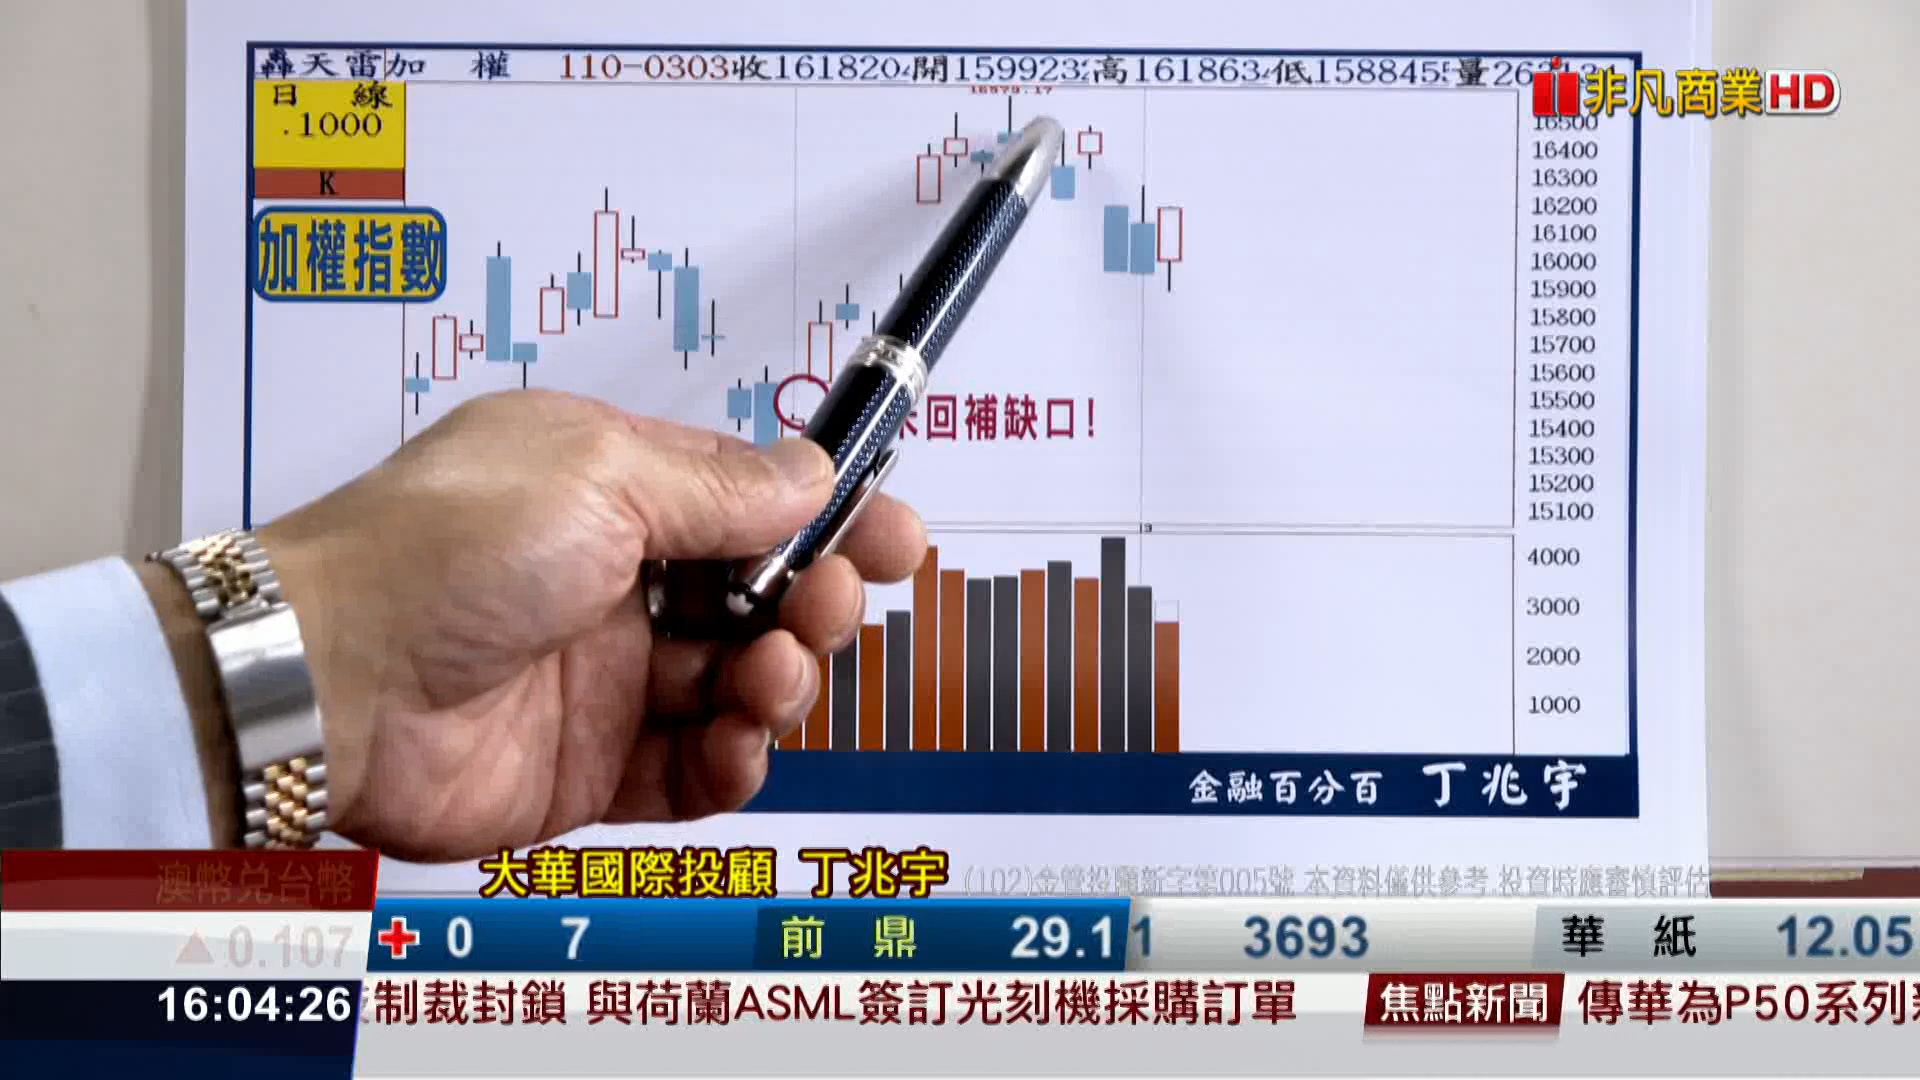 轟天雷加 權 110-0303收161820開159923高161863低158845量
非凡商業HD
日 線
.1000
K
加權指數
16579.17
16500
16400
16300
16200
16100
16000
15900
15800
15700
15600
15500
15400
15300
15200
15100
回補缺口!
4000
3000
2000
1000
金融百分百 丁兆宇
澳幣兌台幣
大華國際投顧 丁兆宇
(102)金管投顧新字第005號 本資料僅供參考 投資時應審慎評估
▲0.107
0 7 前 鼎 29.1 1 3693 華 紙 12.05
16:04:26
制裁封鎖 與荷蘭ASML簽訂光刻機採購訂單 焦點新聞 傳華為P50系列